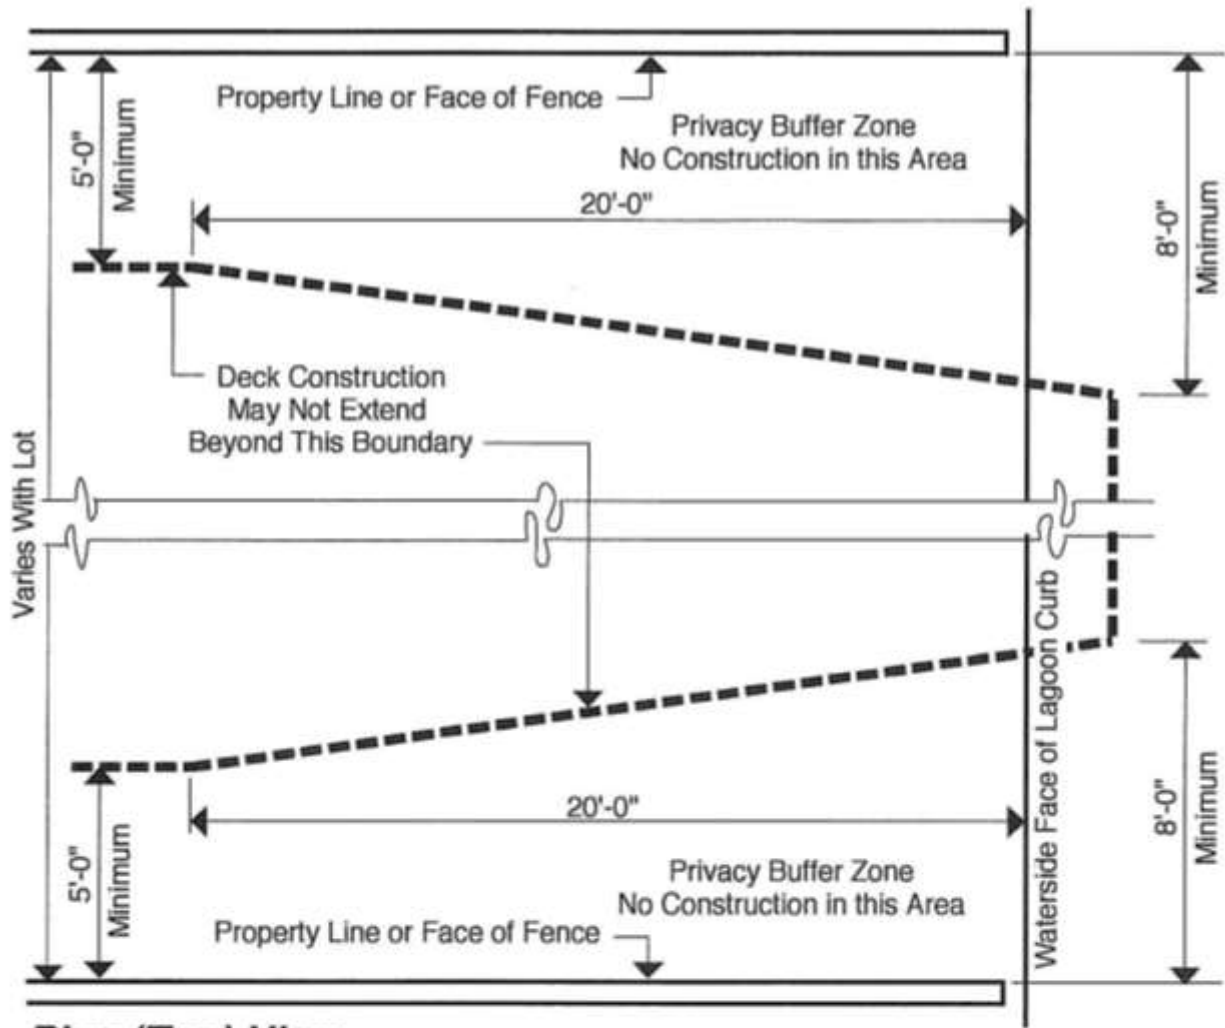 Property Line or Face of Fence
Privacy Buffer Zone
No Construction in this Area
5'-0"
Minimum
20'-0"
8'-0"
Minimum
Deck Construction
May Not Extend
Beyond This Boundary
Varies With Lot
Waterside Face of Lagoon Curb
20'-0"
5'-0"
Minimum
8'-0"
Minimum
Privacy Buffer Zone
No Construction in this Area
Property Line or Face of Fence